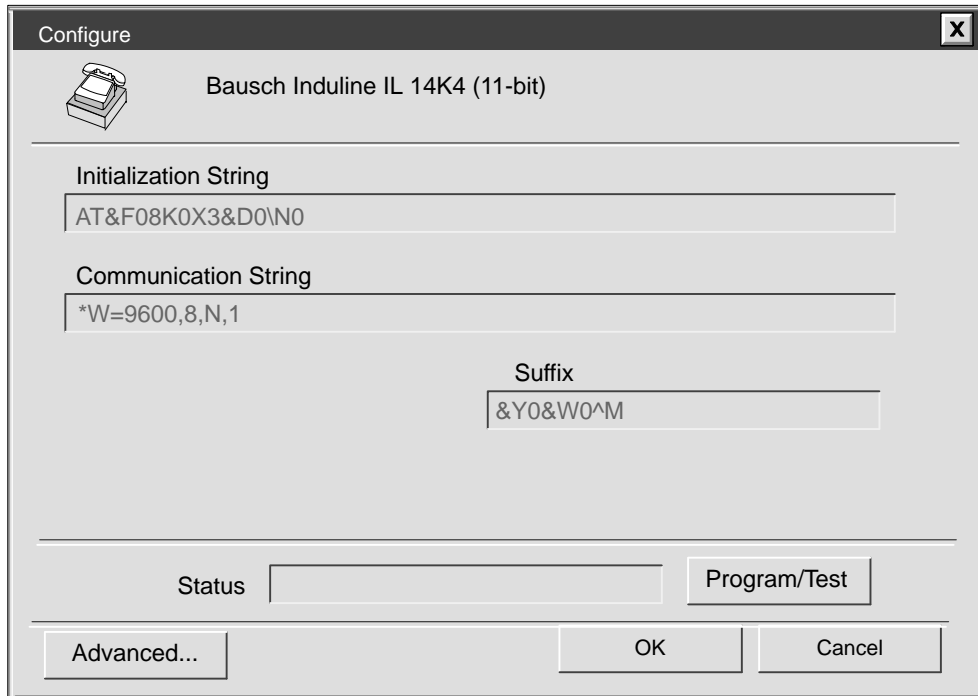 Configure
X
Bausch Induline IL 14K4 (11-bit)
Initialization String
AT&F08K0X3&D0\N0
Communication String
*W=9600,8,N,1
Suffix
&Y0&W0^M
Status
Program/Test
Advanced...
OK
Cancel